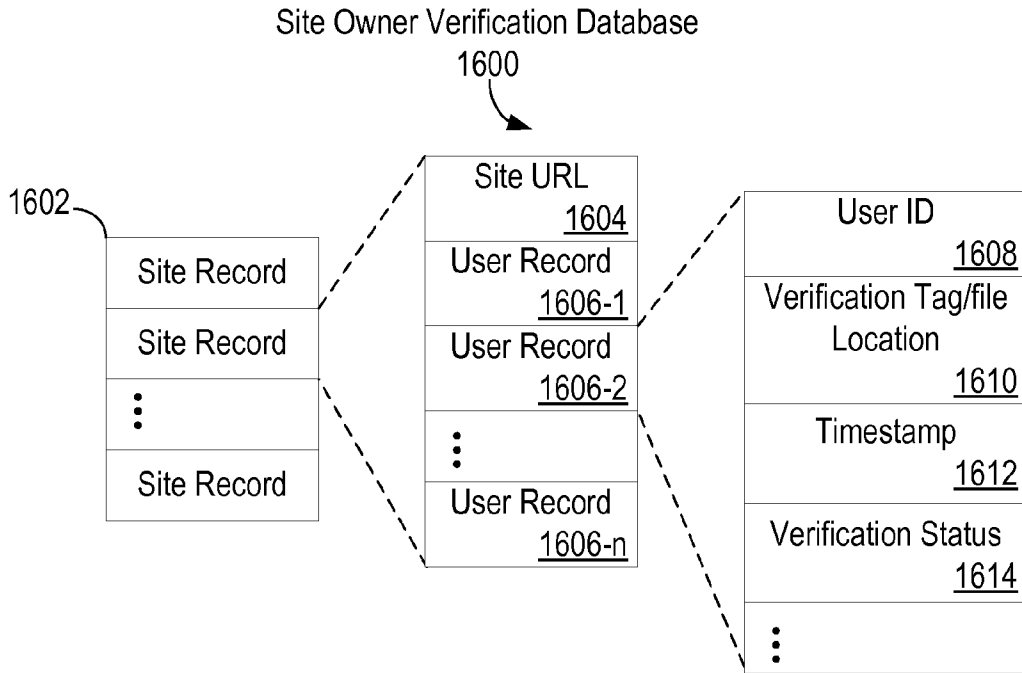 Site Owner Verification Database
1600
1602
Site Record
Site Record
Site Record
Site URL
1604
User Record
1606-1
User Record
1606-2
User Record
1606-n
User ID
1608
Verification Tag/file
Location
1610
Timestamp
1612
Verification Status
1614